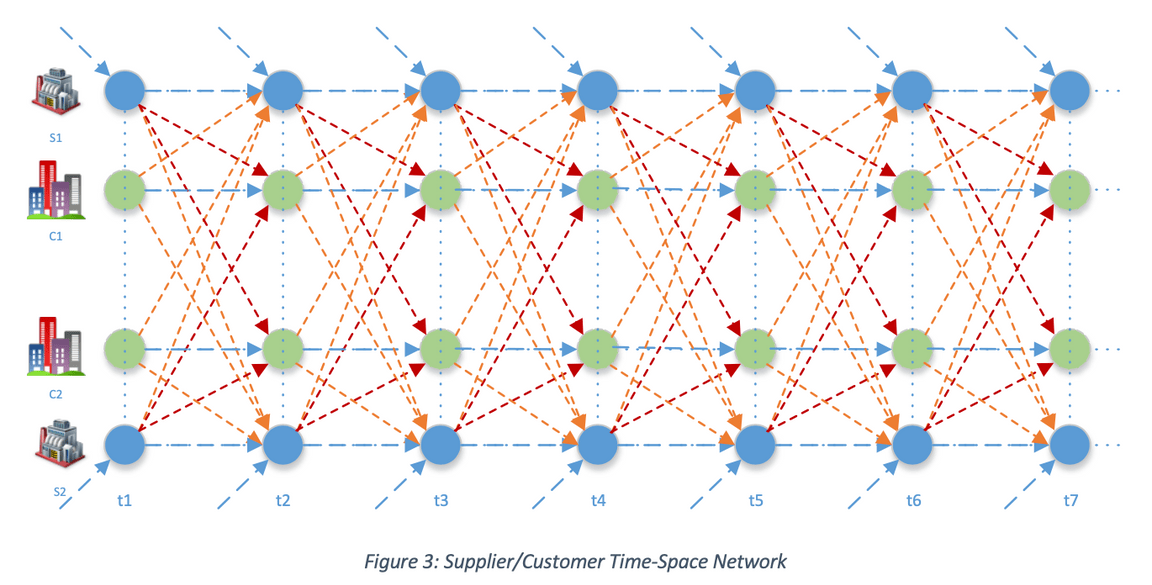 S1
C1
C2
S2
t1 t2 t3 t4 t5 t6 t7
Figure 3: Supplier/Customer Time-Space Network